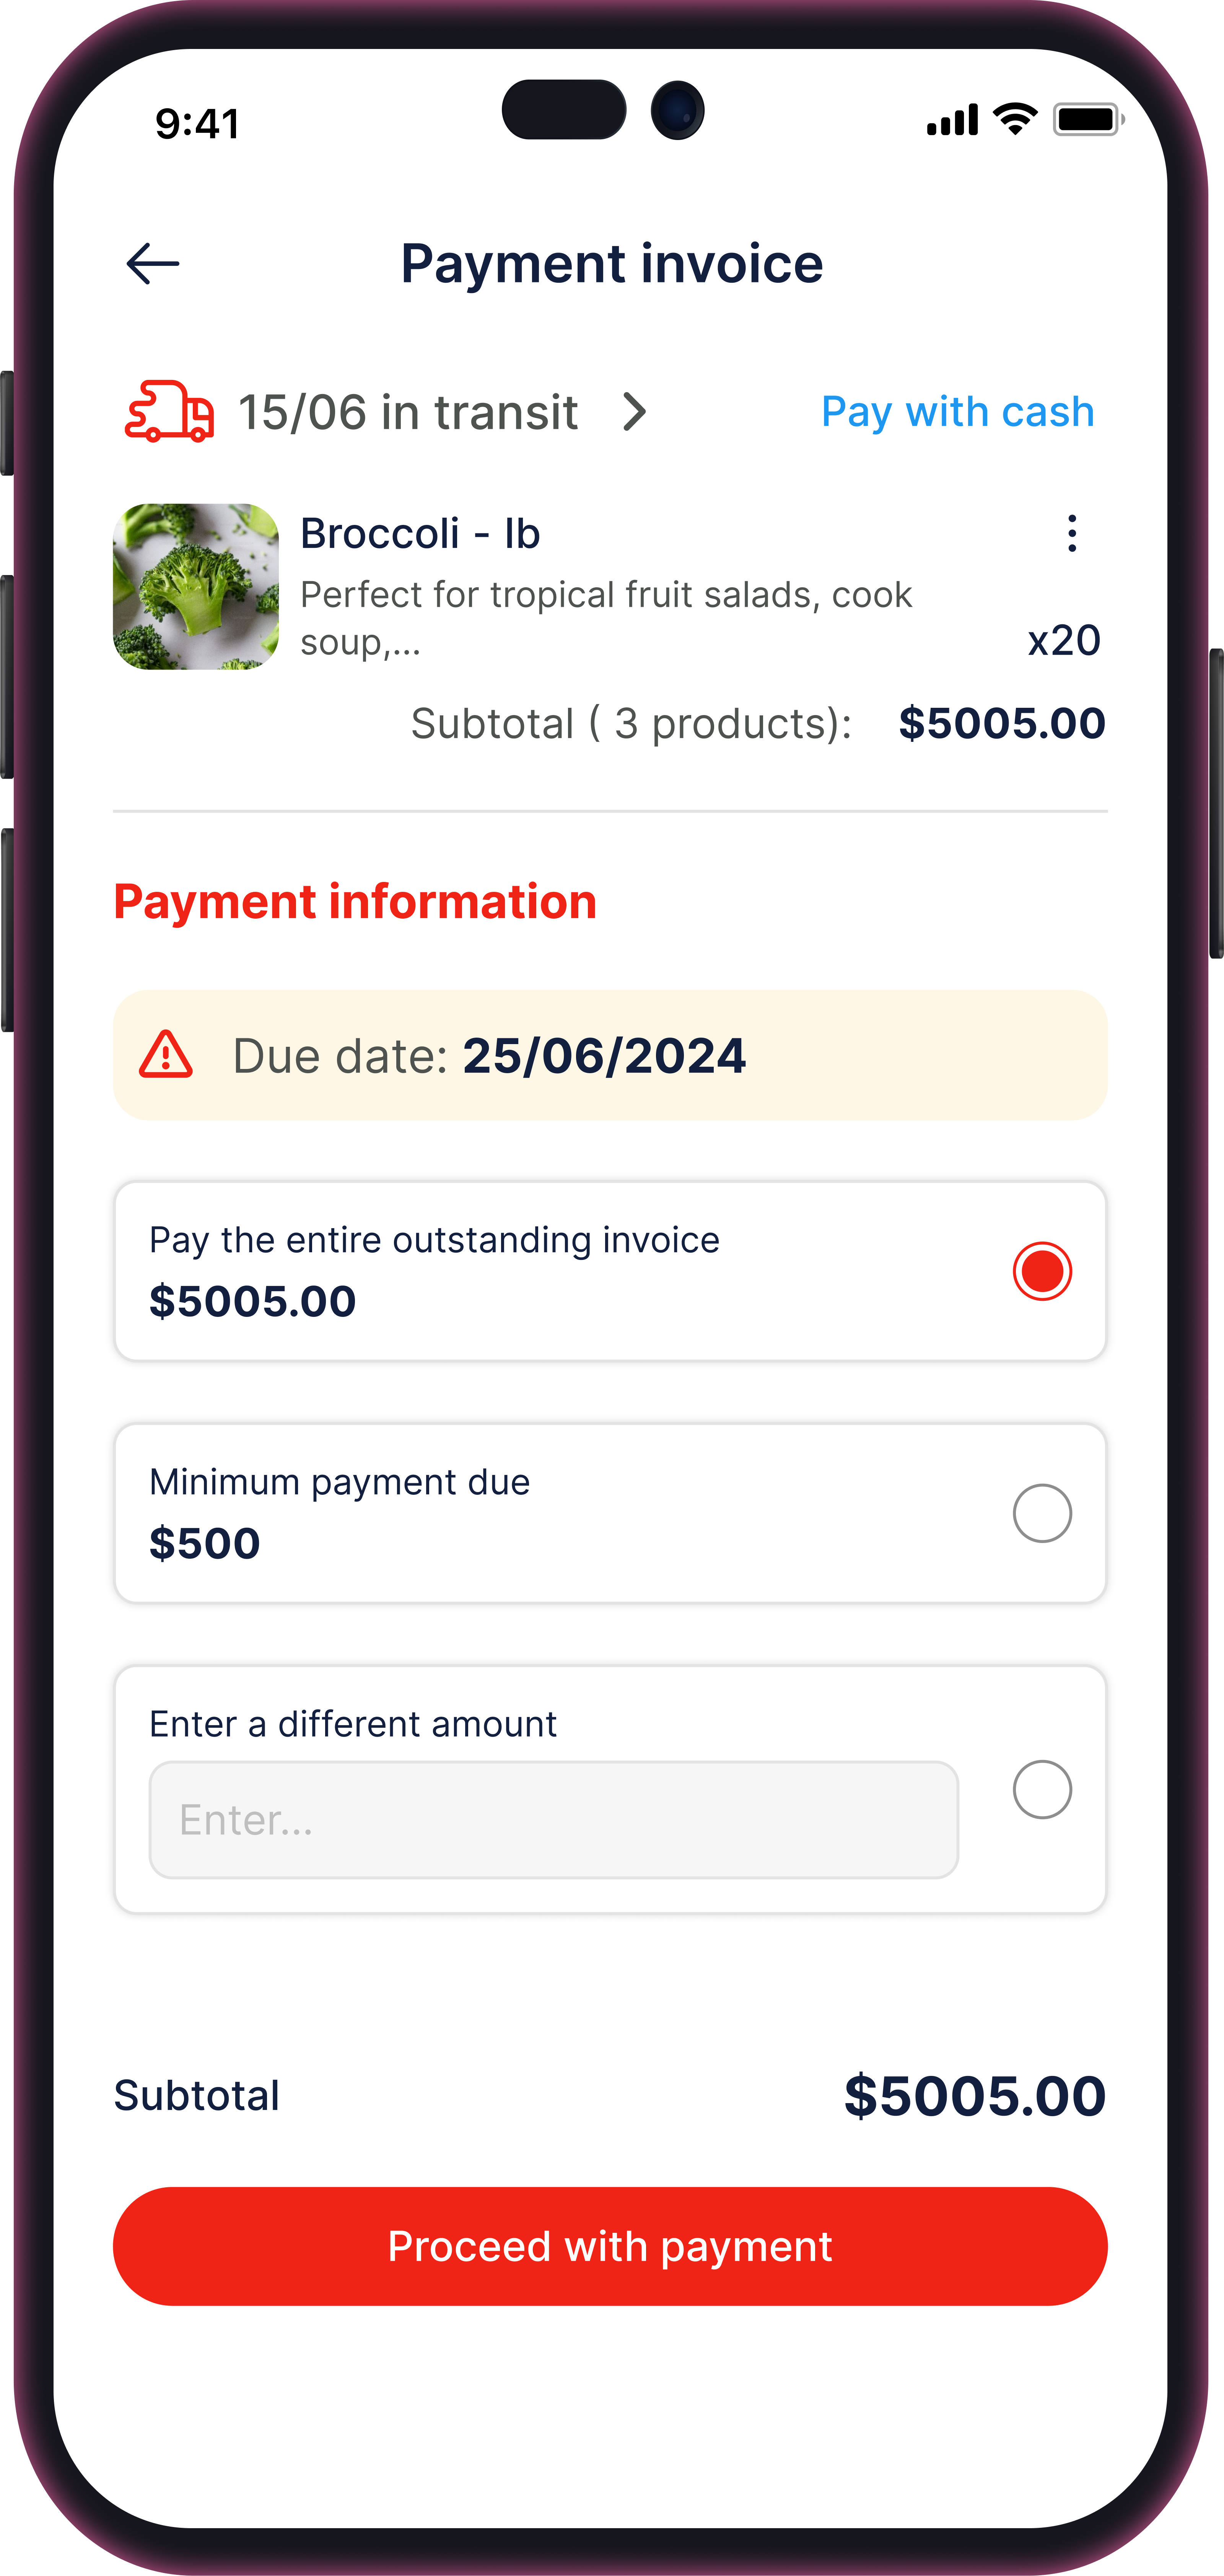 9:41
Payment invoice
15/06 in transit
Pay with cash
Broccoli - lb
Perfect for tropical fruit salads, cook
soup,...
x20
Subtotal ( 3 products): $5005.00
Payment information
Due date: 25/06/2024
Pay the entire outstanding invoice
$5005.00
Minimum payment due
$500
Enter a different amount
Enter...
Subtotal $5005.00
Proceed with payment